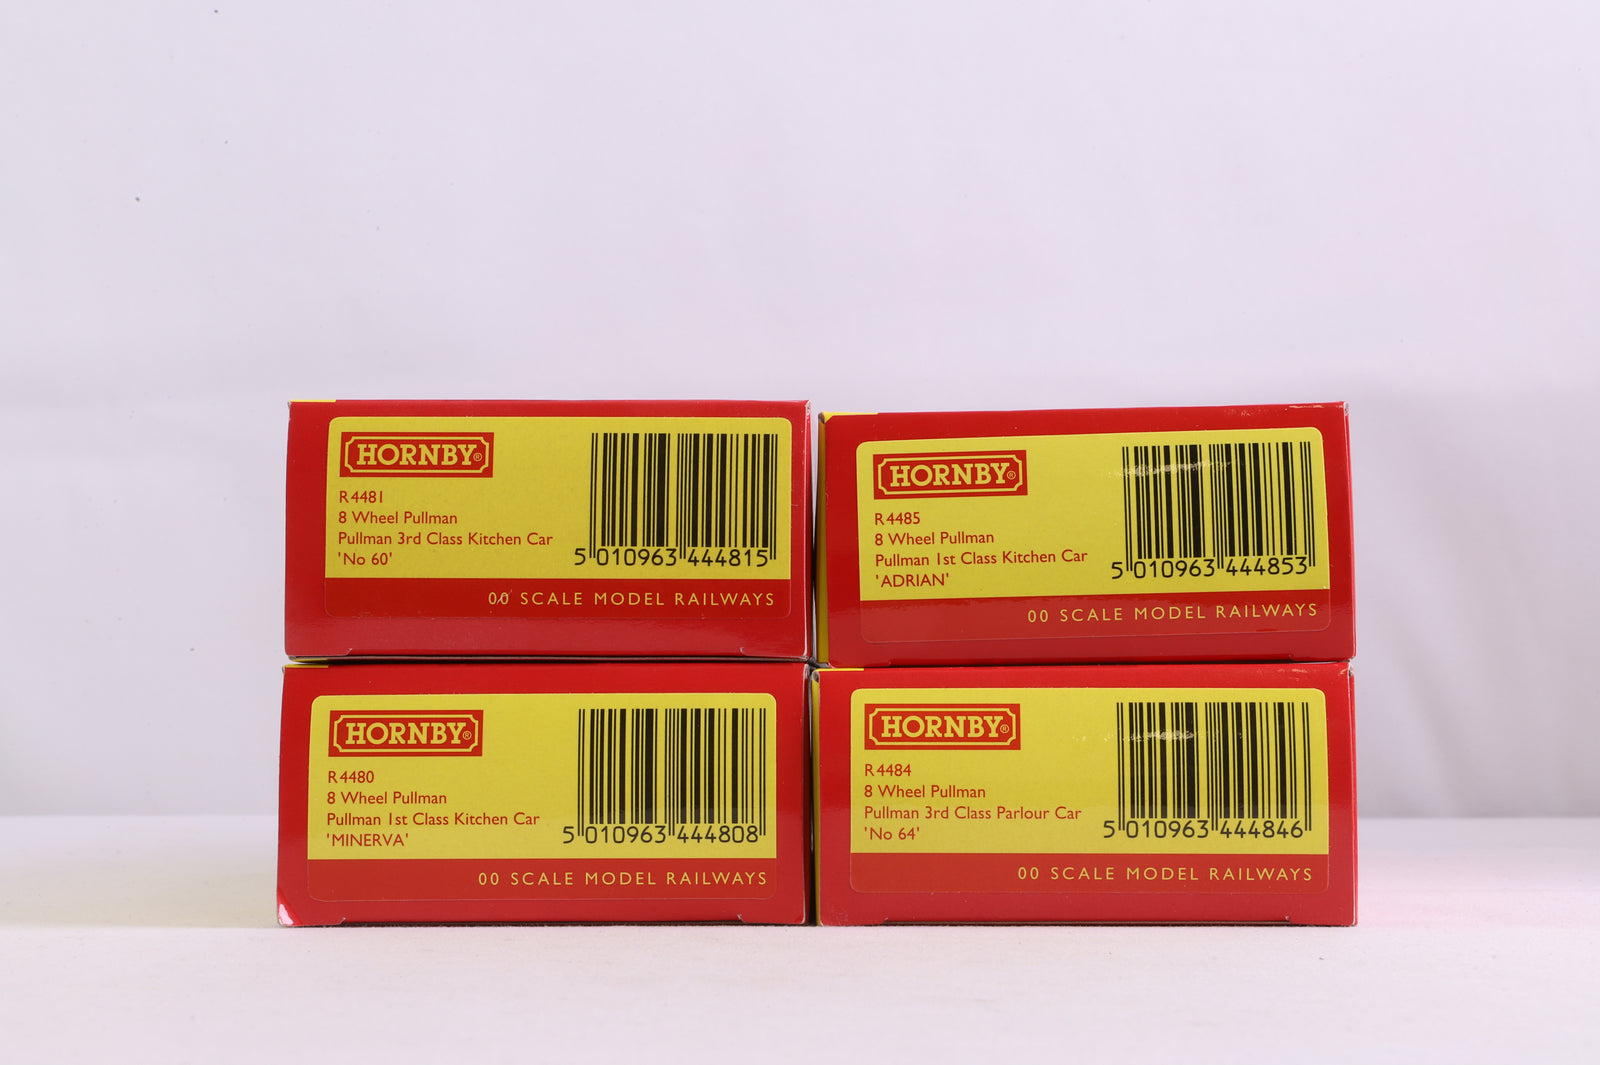 HORNBY®
R4481
8 Wheel Pullman
Pullman 3rd Class Kitchen Car
'No 60'
5 010963 444815
00 SCALE MODEL RAILWAYS
HORNBY®
R4485
8 Wheel Pullman
Pullman 1st Class Kitchen Car
'ADRIAN'
5 010963 444853
00 SCALE MODEL RAILWAYS
HORNBY®
R4480
8 Wheel Pullman
Pullman 1st Class Kitchen Car
'MINERVA'
5 010963 444808
00 SCALE MODEL RAILWAYS
HORNBY®
R4484
8 Wheel Pullman
Pullman 3rd Class Parlour Car
'No 64'
5 010963 444846
00 SCALE MODEL RAILWAYS